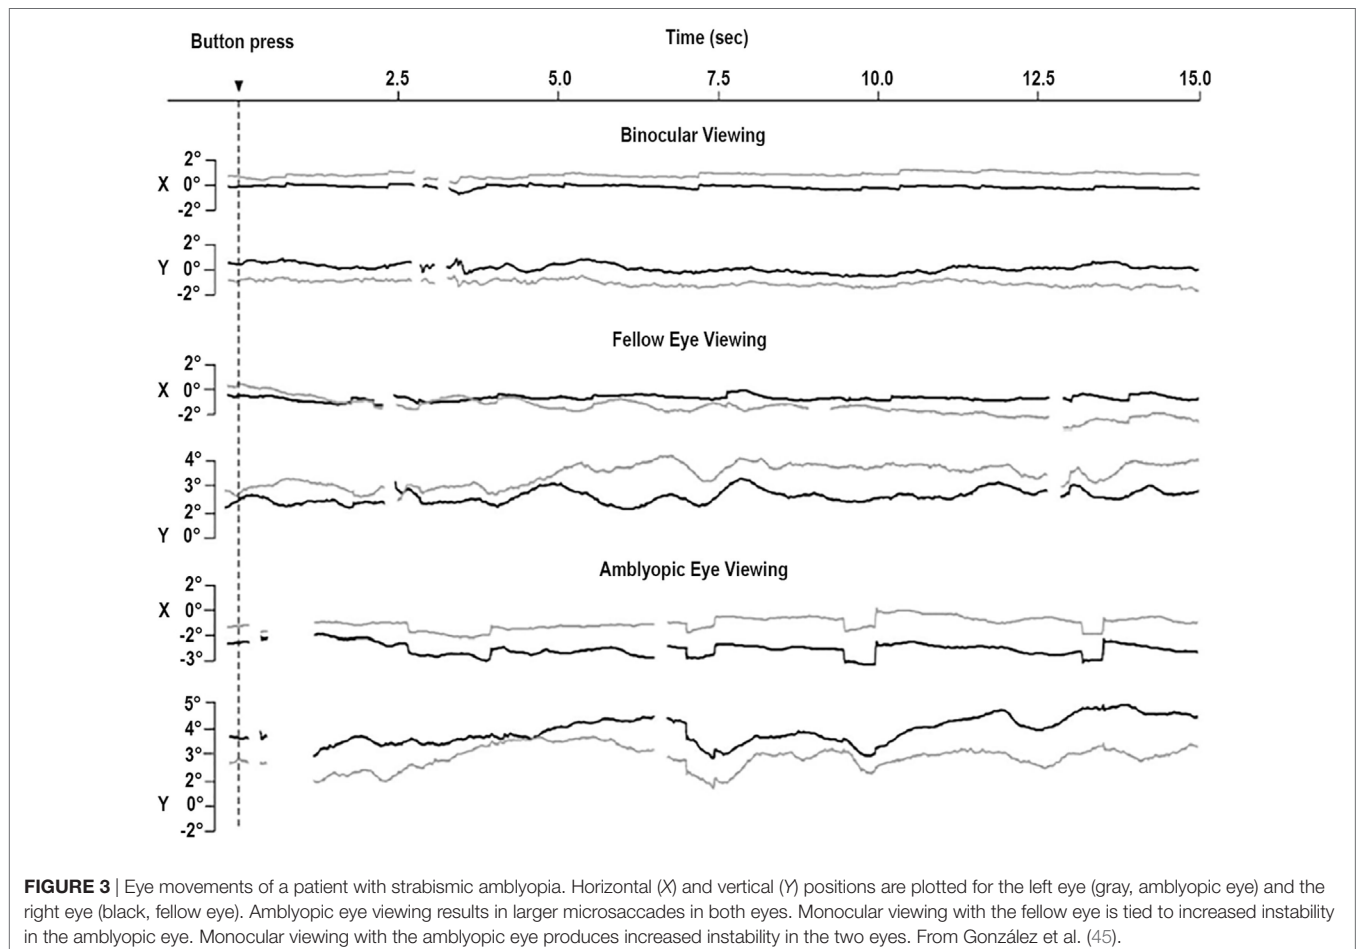 Button press
Time (sec)
2.5 5.0 7.5 10.0 12.5 15.0
Binocular Viewing
2°
X 0°
-2°
2°
Y 0°
-2°
Fellow Eye Viewing
2°
X 0°
-2°
4°
3°
2°
Y 0°
Amblyopic Eye Viewing
2°
X 0°
-2°
-3°
5°
4°
3°
2°
Y 0°
-2°
FIGURE 3 | Eye movements of a patient with strabismic amblyopia. Horizontal (X) and vertical (Y) positions are plotted for the left eye (gray, amblyopic eye) and the
right eye (black, fellow eye). Amblyopic eye viewing results in larger microsaccades in both eyes. Monocular viewing with the fellow eye is tied to increased instability
in the amblyopic eye. Monocular viewing with the amblyopic eye produces increased instability in the two eyes. From González et al. (45).